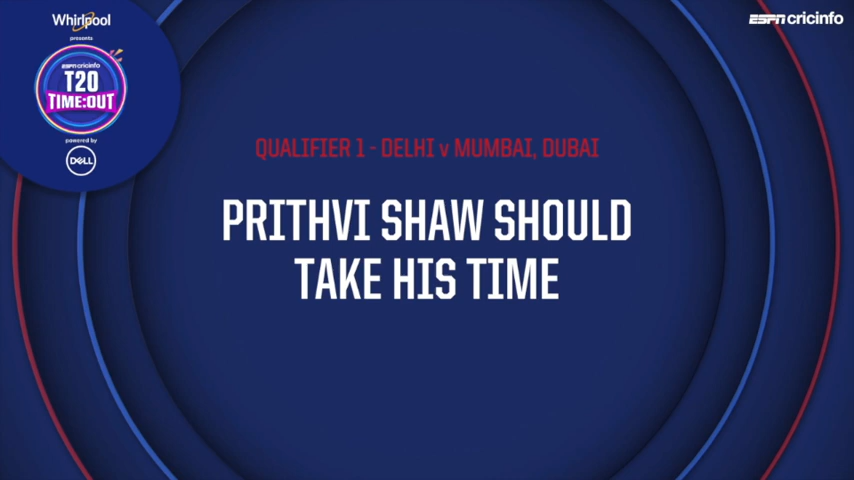 Whirlpool
presents
ESPN cricinfo
T20
TIME:OUT
powered by
DELL
ESPN cricinfo
QUALIFIER 1 - DELHI v MUMBAI, DUBAI
PRITHVI SHAW SHOULD
TAKE HIS TIME